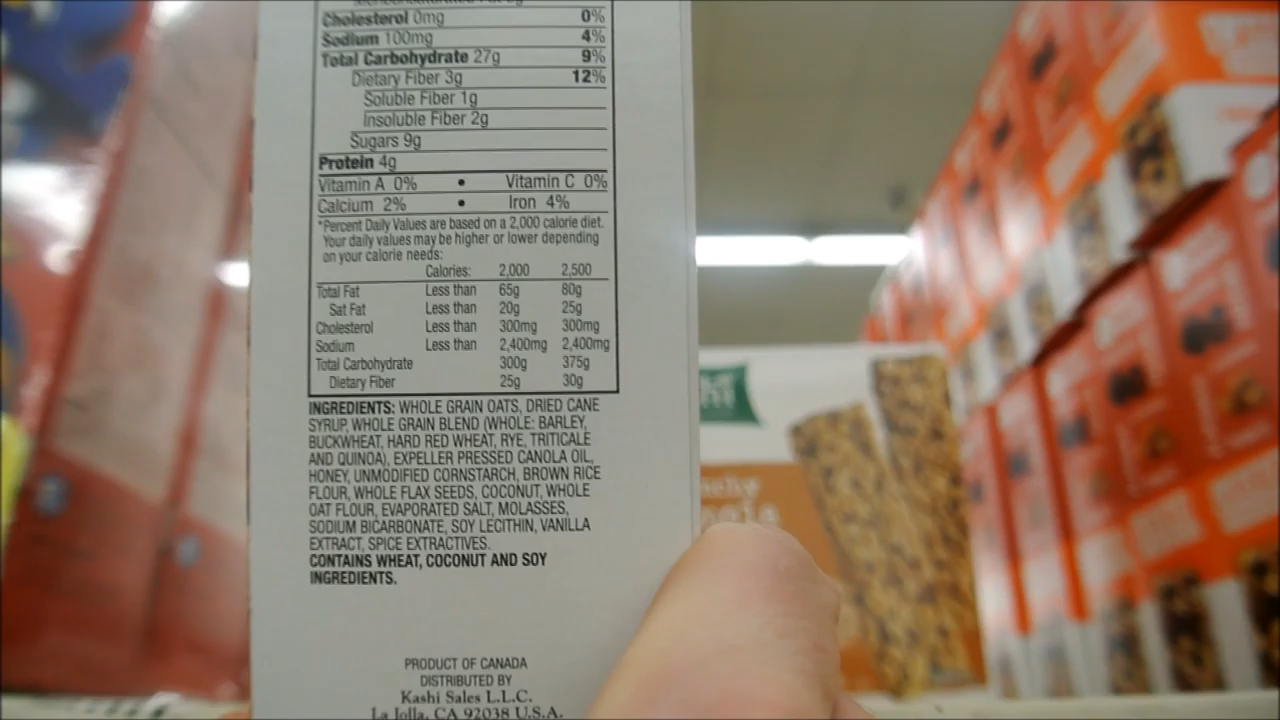 Cholesterol 0mg 0%
Sodium 100mg 4%
Total Carbohydrate 27g 9%
Dietary Fiber 3g 12%
Soluble Fiber 1g
Insoluble Fiber 2g
Sugars 9g
Protein 4g
Vitamin A 0% • Vitamin C 0%
Calcium 2% • Iron 4%
*Percent Daily Values are based on a 2,000 calorie diet.
Your daily values may be higher or lower depending
on your calorie needs:
Calories: 2,000 2,500
Total Fat Less than 65g 80g
Sat Fat Less than 20g 25g
Cholesterol Less than 300mg 300mg
Sodium Less than 2,400mg 2,400mg
Total Carbohydrate 300g 375g
Dietary Fiber 25g 30g
INGREDIENTS: WHOLE GRAIN OATS, DRIED CANE
SYRUP, WHOLE GRAIN BLEND (WHOLE: BARLEY,
BUCKWHEAT, HARD RED WHEAT, RYE, TRITICALE
AND QUINOA), EXPELLER PRESSED CANOLA OIL,
HONEY, UNMODIFIED CORNSTARCH, BROWN RICE
FLOUR, WHOLE FLAX SEEDS, COCONUT, WHOLE
OAT FLOUR, EVAPORATED SALT, MOLASSES,
SODIUM BICARBONATE, SOY LECITHIN, VANILLA
EXTRACT, SPICE EXTRACTIVES.
CONTAINS WHEAT, COCONUT AND SOY
INGREDIENTS.
PRODUCT OF CANADA
DISTRIBUTED BY
Kashi Sales L.L.C.
La Jolla, CA 92038 U.S.A.